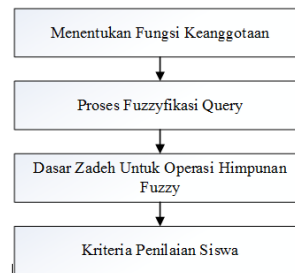 Menentukan Fungsi Keanggotaan
Proses Fuzzyfikasi Query
Dasar Zadeh Untuk Operasi Himpunan
Fuzzy
Kriteria Penilaian Siswa